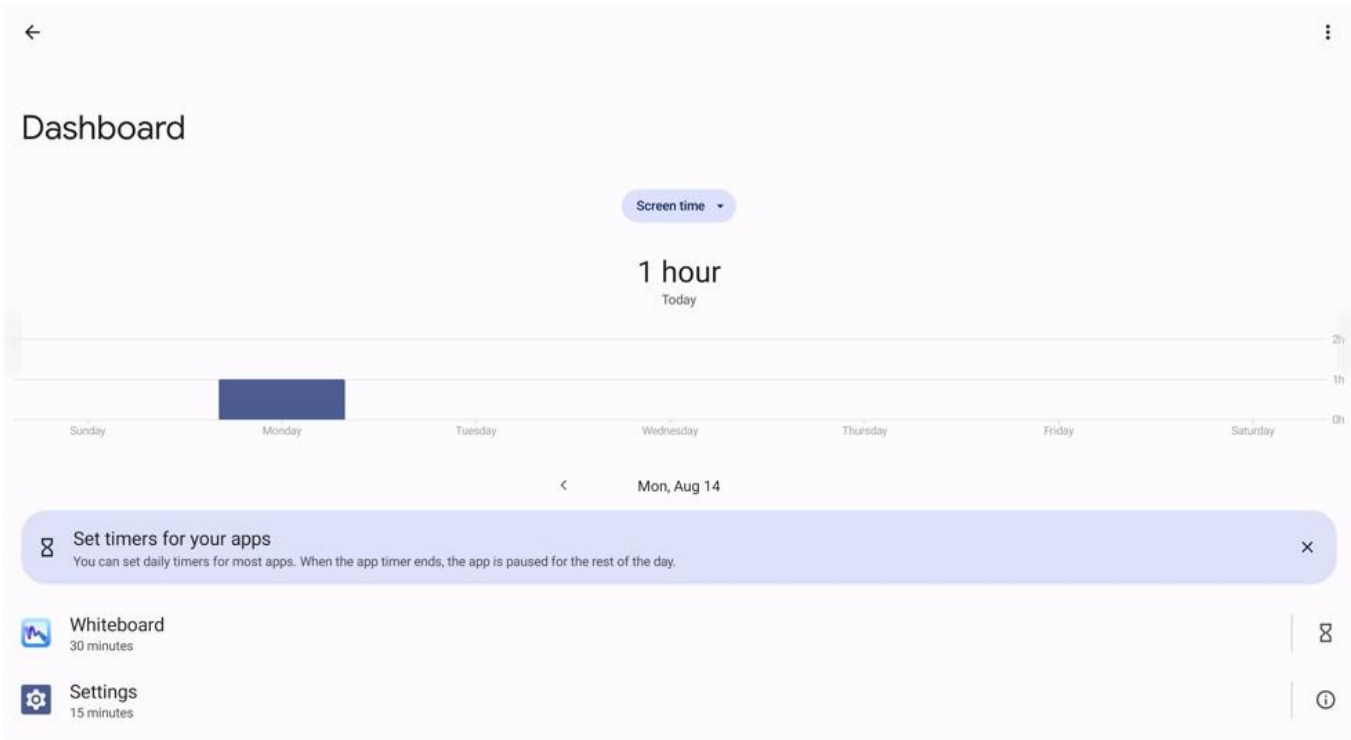 Dashboard
Screen time
1 hour
Today
2h
1h
0h
Sunday Monday Tuesday Wednesday Thursday Friday Saturday
Mon, Aug 14
Set timers for your apps
You can set daily timers for most apps. When the app timer ends, the app is paused for the rest of the day.
Whiteboard
30 minutes
Settings
15 minutes